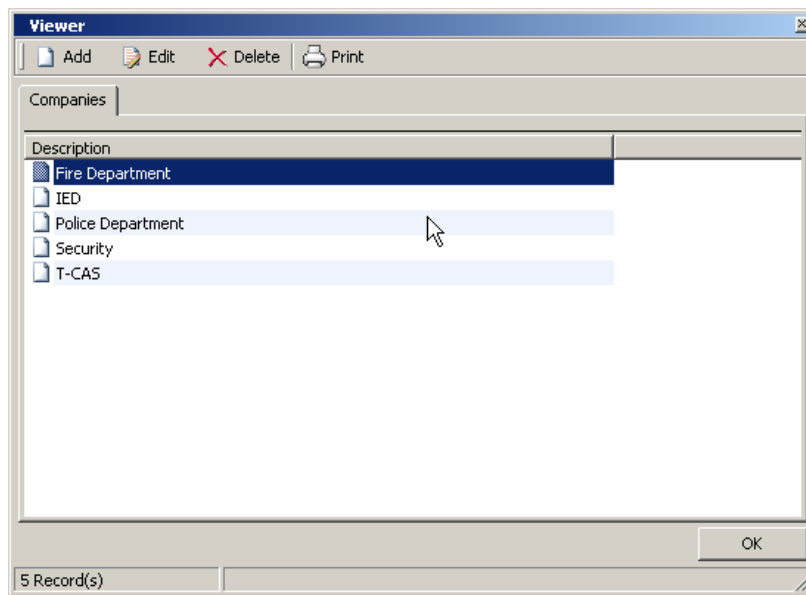 Viewer
Add Edit Delete Print
Companies
Description
Fire Department
IED
Police Department
Security
T-CAS
OK
5 Record(s)